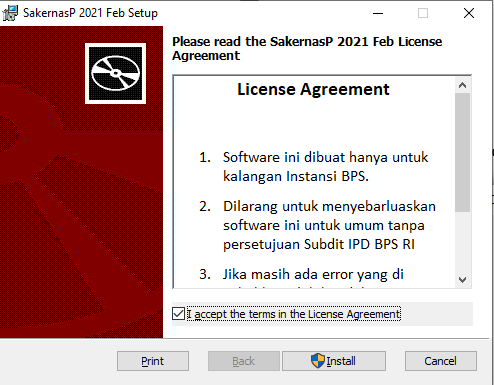 SakernasP 2021 Feb Setup
Please read the SakernasP 2021 Feb License
Agreement
License Agreement
1. Software ini dibuat hanya untuk
kalangan Instansi BPS.
2. Dilarang untuk menyebarluaskan
software ini untuk umum tanpa
persetujuan Subdit IPD BPS RI
3. Jika masih ada error yang di
I accept the terms in the License Agreement
Print
Back
Install
Cancel